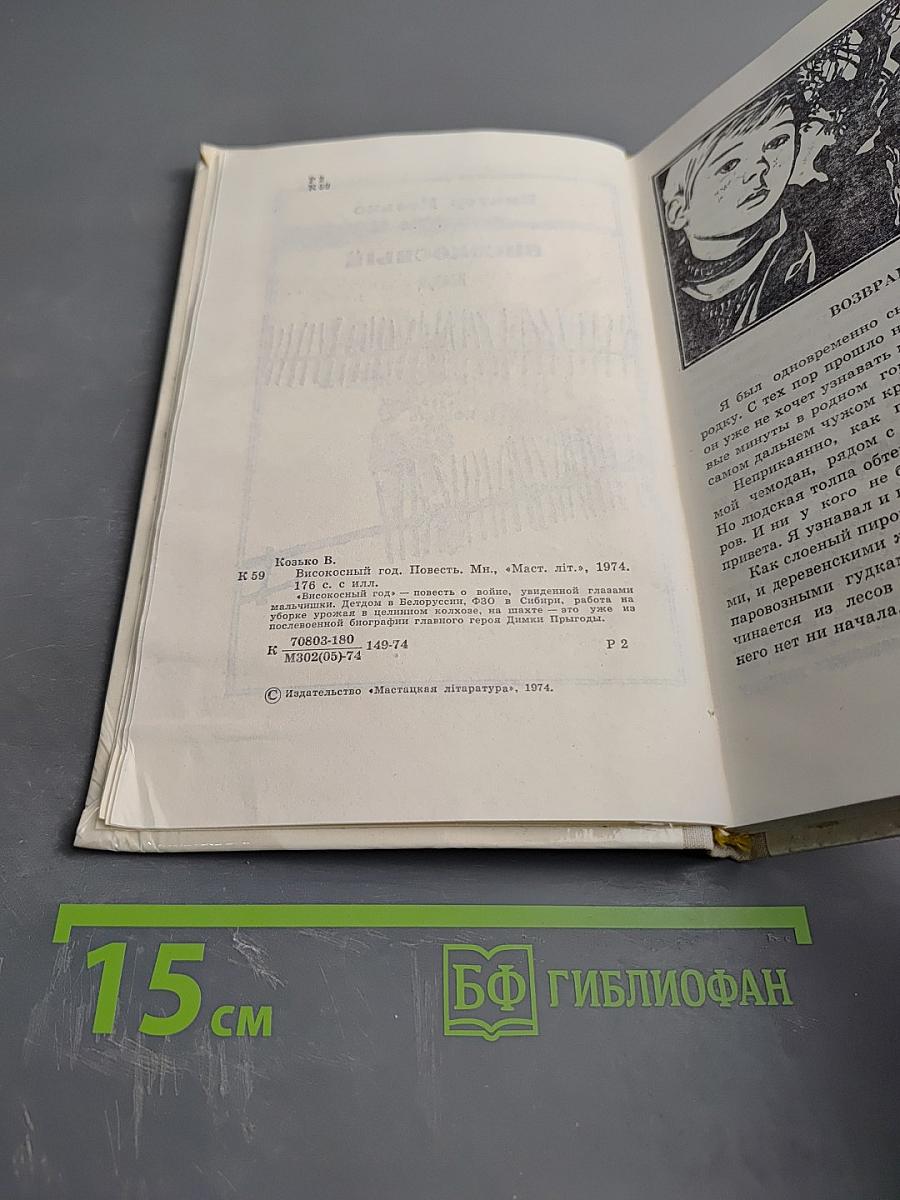 Р 2
К 59
Козько В.
К 59 Високосный год. Повесть. Мн., «Маст. літ.», 1974.
176 с. с илл.
«Високосный год» — повесть о войне, увиденной глазами
мальчишки. Детдом в Белоруссии, ФЗО в Сибири, работа на
уборке урожая в целинном колхозе, на шахте — это уже из
послевоенной биографии главного героя Димки Прыгоды.
К 70803-180 149-74 Р 2
М302(05)-74
© Издательство «Мастацкая літаратура», 1974.
ВОЗВРА
Я был одновременно
родку. С тех пор прошло
он уже не хочет узнавать
вые минуты в родном
самом дальнем чужом
Неприкаянно, как
мой чемодан, рядом с
Но людская толпа
ров. И ни у кого не
привета. Я узнавал и
Как слоеный
ми, и деревенскими
паровозными
чинается из лесов
него нет ни начала,
15 см
БФ ГИБЛИОФАН